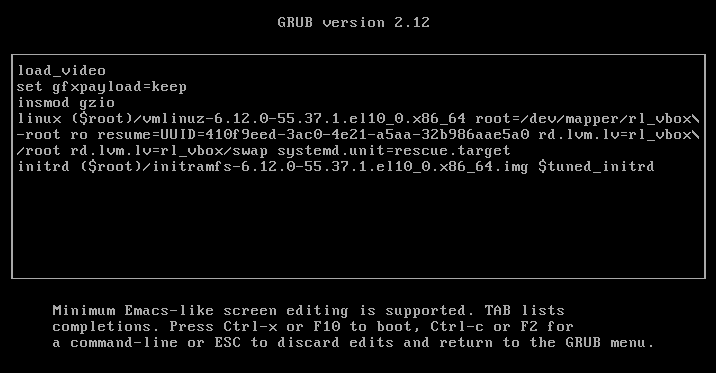 GRUB version 2.12
load_video
set gfxpayload=keep
insmod gzio
linux ($root)/vmlinuz-6.12.0-55.37.1.el10_0.x86_64 root=/dev/mapper/rl_vbox\
-root ro resume=UUID=410f9eed-3ac0-4e21-a5aa-32b986aae5a0 rd.lvm.lv=rl_vbox\
/root rd.lvm.lv=rl_vbox/swap systemd.unit=rescue.target
initrd ($root)/initramfs-6.12.0-55.37.1.el10_0.x86_64.img $tuned_initrd
Minimum Emacs-like screen editing is supported. TAB lists
completions. Press Ctrl-x or F10 to boot, Ctrl-c or F2 for
a command-line or ESC to discard edits and return to the GRUB menu.